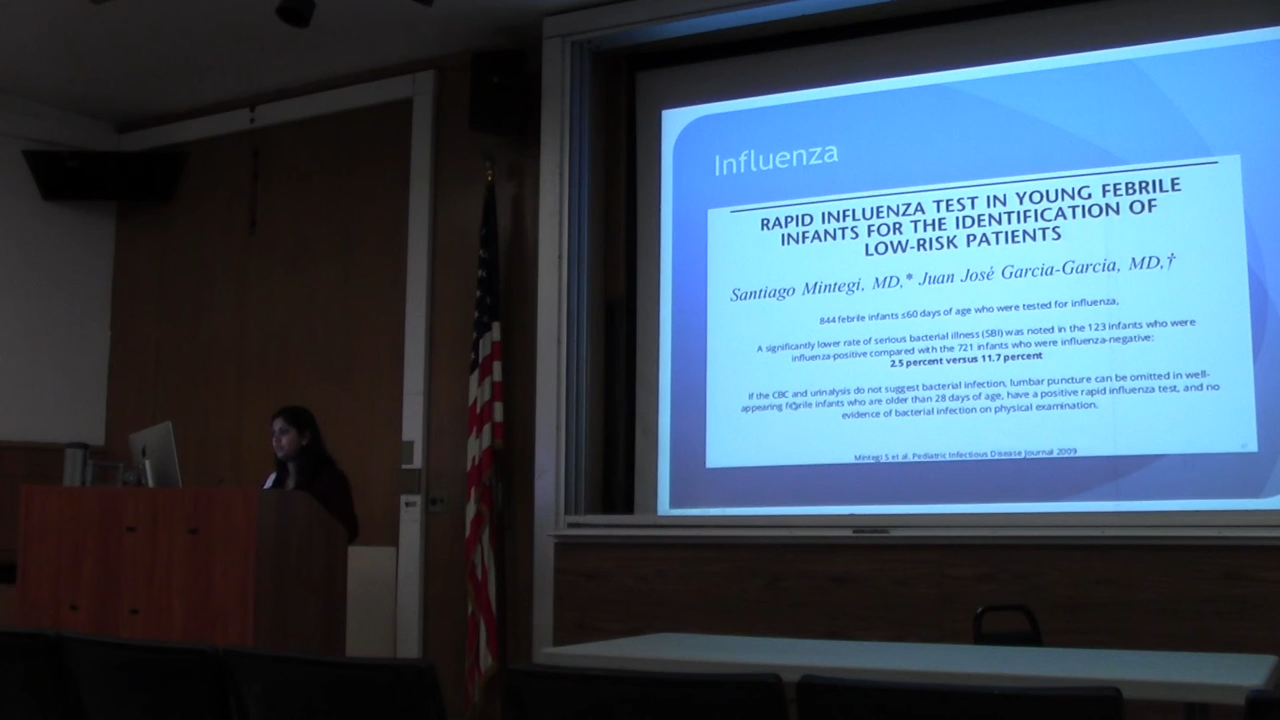 Influenza
RAPID INFLUENZA TEST IN YOUNG FEBRILE
INFANTS FOR THE IDENTIFICATION OF
LOW-RISK PATIENTS
Santiago Mintegi, MD,* Juan José Garcia-Garcia, MD,†
844 febrile infants ≤60 days of age who were tested for influenza,
A significantly lower rate of serious bacterial illness (SBI) was noted in the 123 infants who were
influenza-positive compared with the 721 infants who were influenza-negative:
2.5 percent versus 11.7 percent
If the CBC and urinalysis do not suggest bacterial infection, lumbar puncture can be omitted in well-
appearing febrile infants who are older than 28 days of age, have a positive rapid influenza test, and no
evidence of bacterial infection on physical examination.
Mintegi S et al. Pediatric Infectious Disease Journal 2009